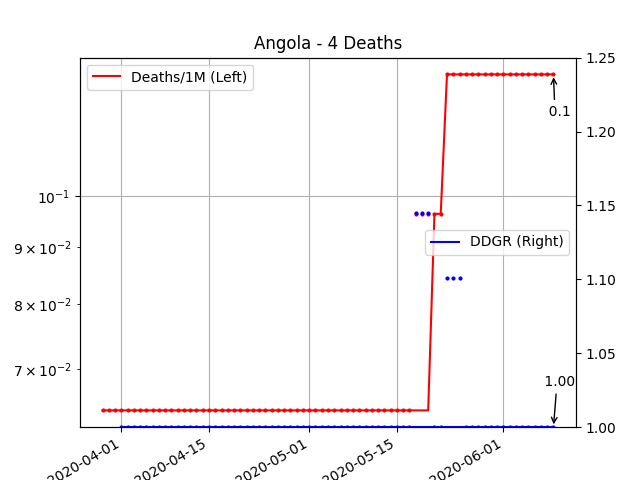 Angola - 4 Deaths
Deaths/1M (Left)
DDGR (Right)
0.1
1.00
10⁻¹
9 × 10⁻²
8 × 10⁻²
7 × 10⁻²
1.25
1.20
1.15
1.10
1.05
1.00
2020-04-01
2020-04-15
2020-05-01
2020-05-15
2020-06-01